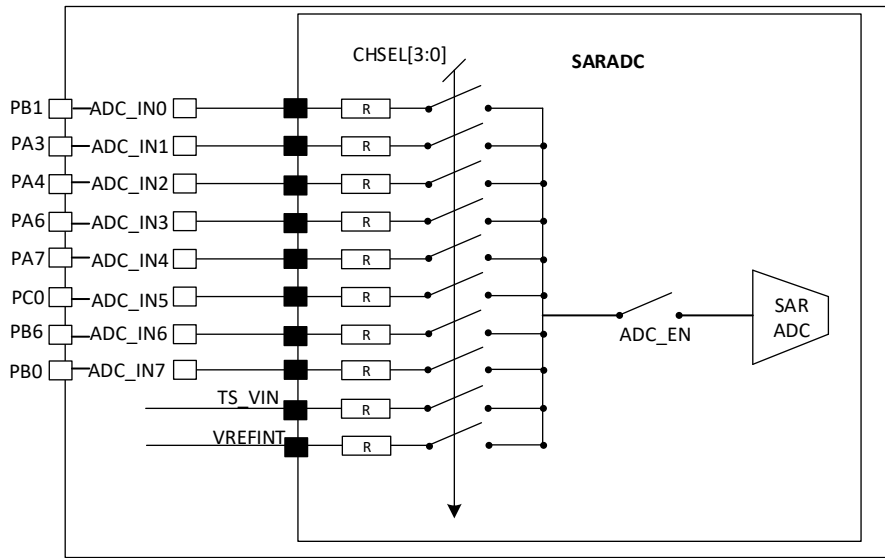 CHSEL[3:0]
SARADC
PB1 ADC_IN0 R
PA3 ADC_IN1 R
PA4 ADC_IN2 R
PA6 ADC_IN3 R
PA7 ADC_IN4 R
PC0 ADC_IN5 R
PB6 ADC_IN6 R
PB0 ADC_IN7 R
TS_VIN R
VREFINT R
ADC_EN
SAR
ADC